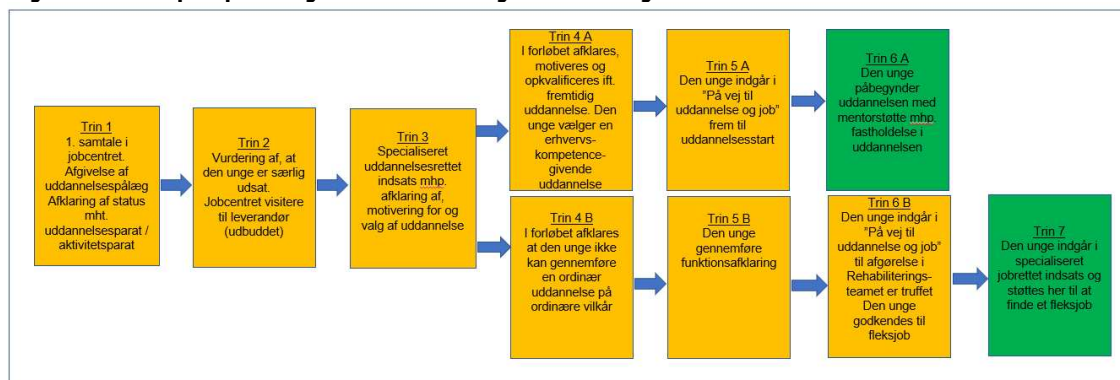 Trin 1
1. samtale i
jobcentret.
Afgivelse af
uddannelsespålæg
Afklaring af status
mht.
uddannelsesparat /
aktivitetsparat
Trin 2
Vurdering af, at
den unge er særlig
udsat.
Jobcentret visitere
til leverandør
(udbuddet)
Trin 3
Specialiseret
uddannelsesrettet
indsats mhp.
afklaring af,
motivering for og
valg af uddannelse
Trin 4 A
I forløbet afklares,
motiveres og
opkvalificeres ift.
fremtidig
uddannelse. Den
unge vælger en
erhvervs-
kompetence-
givende
uddannelse
Trin 5 A
Den unge indgår i
”På vej til
uddannelse og job”
frem til
uddannelsesstart
Trin 6 A
Den unge
påbegynder
uddannelsen med
mentorstøtte mhp.
fastholdelse i
uddannelsen
Trin 4 B
I forløbet afklares
at den unge ikke
kan gennemføre
en ordinær
uddannelse på
ordinære vilkår
Trin 5 B
Den unge
gennemføre
funktionsafklaring
Trin 6 B
Den unge indgår i
”På vej til
uddannelse og job”
til afgørelse i
Rehabiliterings-
teamet er truffet
Den unge
godkendes til
fleksjob
Trin 7
Den unge indgår i
specialiseret
jobrettet indsats og
støttes her til at
finde et fleksjob